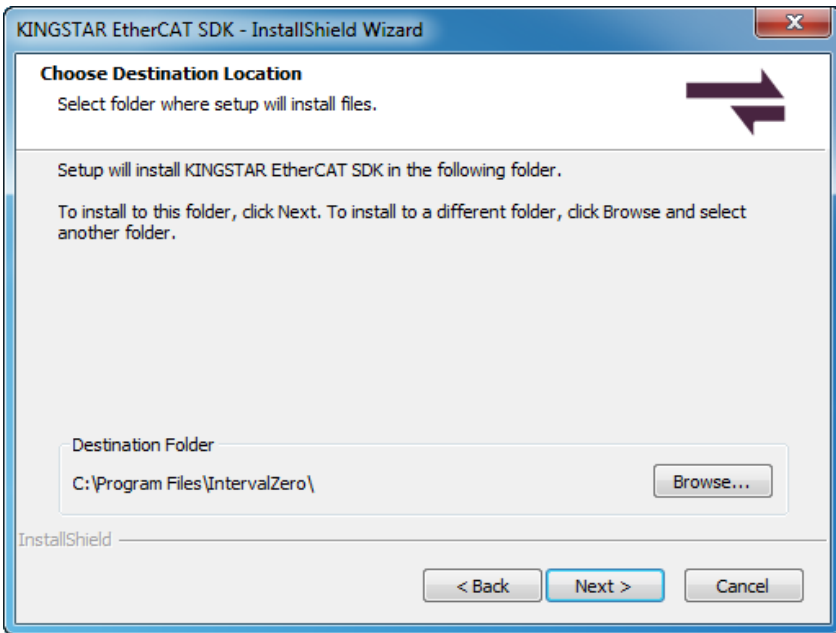 KINGSTAR EtherCAT SDK - InstallShield Wizard
Choose Destination Location
Select folder where setup will install files.
Setup will install KINGSTAR EtherCAT SDK in the following folder.
To install to this folder, click Next. To install to a different folder, click Browse and select
another folder.
Destination Folder
C:\Program Files\IntervalZero\
Browse...
InstallShield
< Back
Next >
Cancel